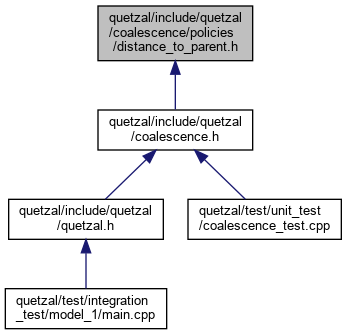 quetzal/include/quetzal
/coalescence/policies
/distance_to_parent.h
quetzal/include/quetzal
/coalescence.h
quetzal/include/quetzal
/quetzal.h
quetzal/test/unit_test
/coalescence_test.cpp
quetzal/test/integration
_test/model_1/main.cpp